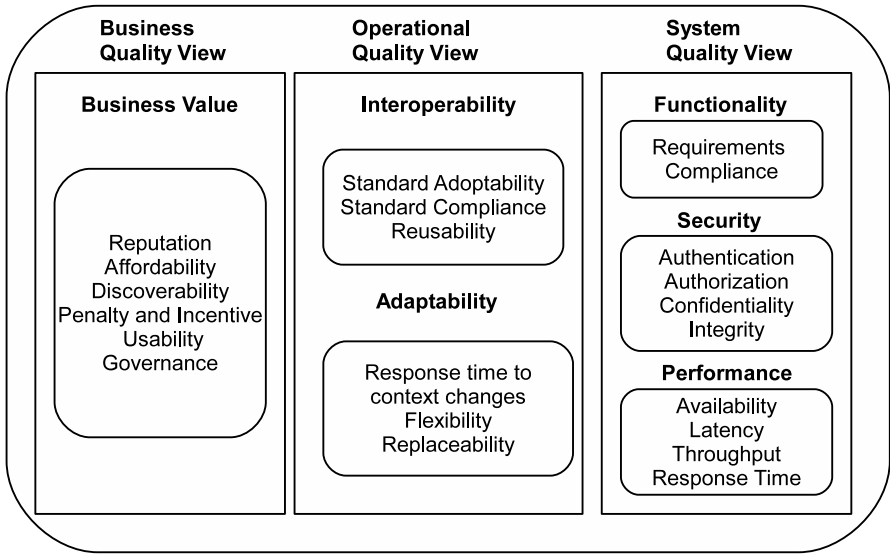 Business
Quality View
Business Value
Reputation
Affordability
Discoverability
Penalty and Incentive
Usability
Governance
Operational
Quality View
Interoperability
Standard Adoptability
Standard Compliance
Reusability
Adaptability
Response time to
context changes
Flexibility
Replaceability
System
Quality View
Functionality
Requirements
Compliance
Security
Authentication
Authorization
Confidentiality
Integrity
Performance
Availability
Latency
Throughput
Response Time